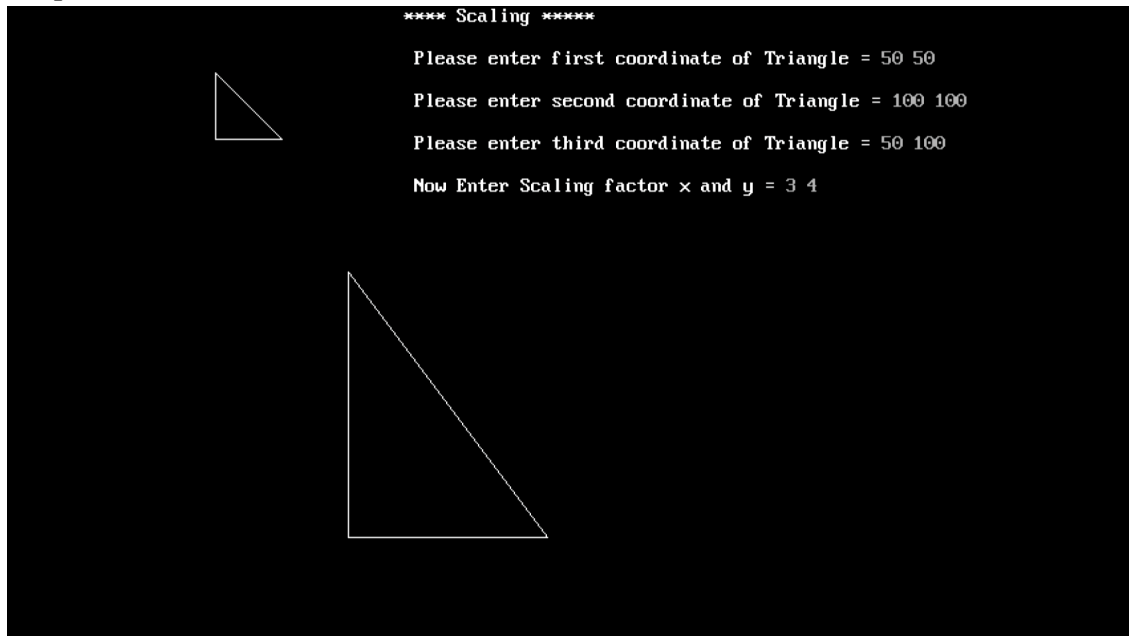 **** Scaling *****
Please enter first coordinate of Triangle = 50 50
Please enter second coordinate of Triangle = 100 100
Please enter third coordinate of Triangle = 50 100
Now Enter Scaling factor x and y = 3 4